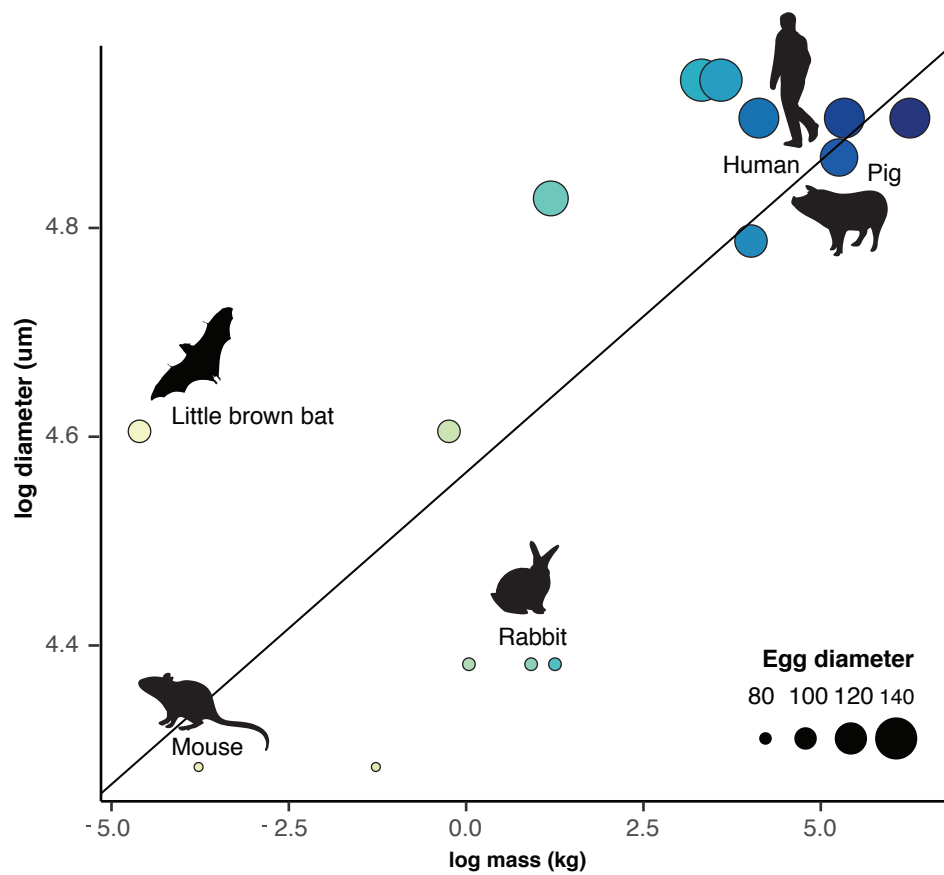 Human
Pig
4.8
log diameter (um)
Little brown bat
4.6
Rabbit
4.4
Egg diameter
80 100 120 140
Mouse
-5.0 -2.5 0.0 2.5 5.0
log mass (kg)